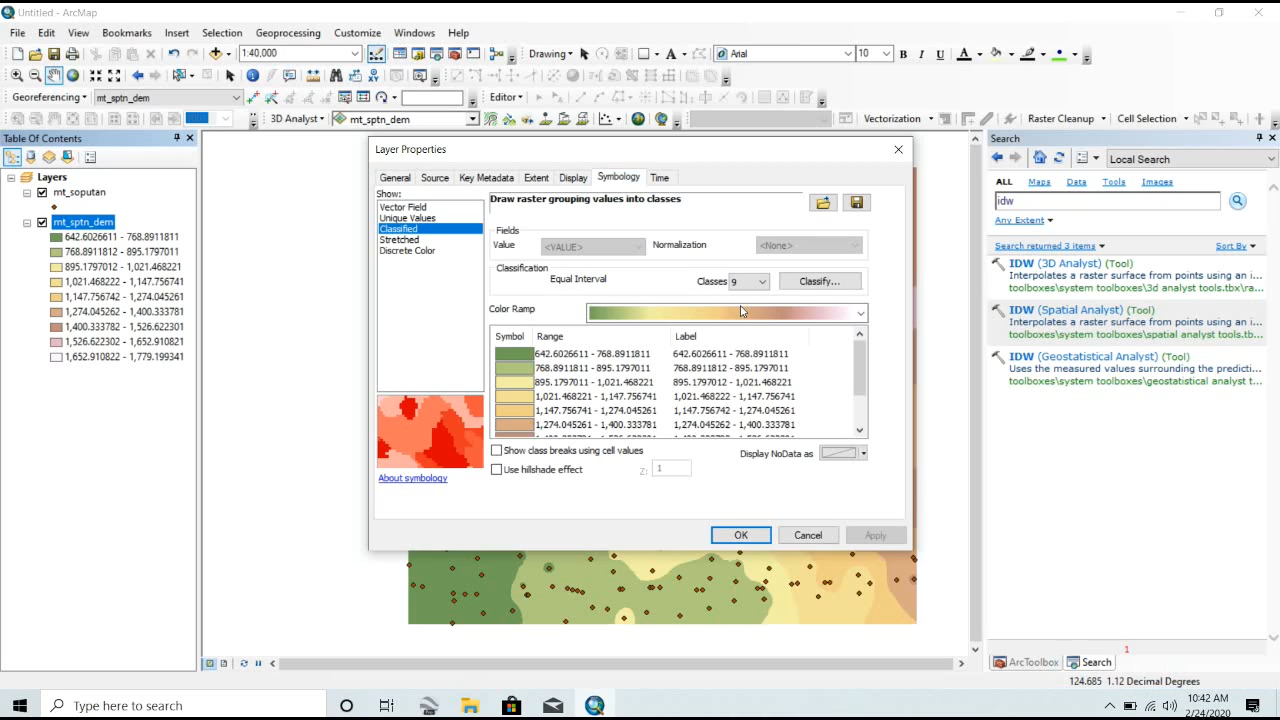 Untitled - ArcMap
File Edit View Bookmarks Insert Selection Geoprocessing Customize Windows Help
1:40,000 Drawing Arial 10 B I U A
Georeferencing mt_sptn_dem Editor
3D Analyst mt_sptn_dem Vectorization Raster Cleanup Cell Selection
Table Of Contents
Layers
mt_soputan
mt_sptn_dem
642.6026611 - 768.8911811
768.8911812 - 895.1797011
895.1797012 - 1,021.468221
1,021.468222 - 1,147.756741
1,147.756742 - 1,274.045261
1,274.045262 - 1,400.333781
1,400.333782 - 1,526.622301
1,526.622302 - 1,652.910821
1,652.910822 - 1,779.199341
Layer Properties
General Source Key Metadata Extent Display Symbology Time
Show:
Vector Field
Unique Values
Classified
Stretched
Discrete Color
About symbology
Draw raster grouping values into classes
Fields
Value <VALUE> Normalization <None>
Classification
Equal Interval Classes 9 Classify...
Color Ramp
Symbol Range Label
642.6026611 - 768.8911811 642.6026611 - 768.8911811
768.8911812 - 895.1797011 768.8911812 - 895.1797011
895.1797012 - 1,021.468221 895.1797012 - 1,021.468221
1,021.468222 - 1,147.756741 1,021.468222 - 1,147.756741
1,147.756742 - 1,274.045261 1,147.756742 - 1,274.045261
1,274.045262 - 1,400.333781 1,274.045262 - 1,400.333781
Show class breaks using cell values Display NoData as
Use hillshade effect Z: 1
OK Cancel Apply
Search
Local Search
ALL Maps Data Tools Images
idw
Any Extent
Search returned 3 items Sort By
IDW (3D Analyst) (Tool)
Interpolates a raster surface from points using an i...
toolboxes\system toolboxes\3d analyst tools.tbx\ra...
IDW (Spatial Analyst) (Tool)
Interpolates a raster surface from points using an i...
toolboxes\system toolboxes\spatial analyst tools.tb...
IDW (Geostatistical Analyst) (Tool)
Uses the measured values surrounding the predicti...
toolboxes\system toolboxes\geostatistical analyst t...
1
ArcToolbox Search
124.685 1.12 Decimal Degrees
Type here to search
10:42 AM
2/24/2020